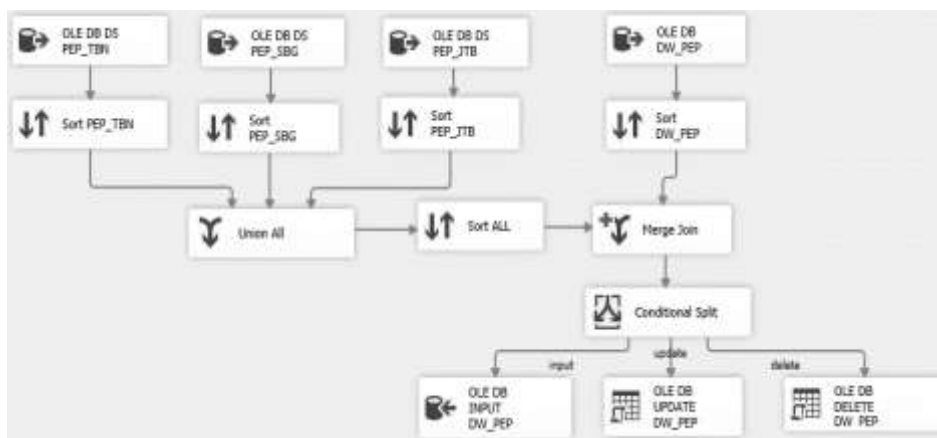 OLE DB DS
PEP_TBN
OLE DB DS
PEP_SBG
OLE DB DS
PEP_JTB
OLE DB
DW_PEP
Sort PEP_TBN
Sort
PEP_SBG
Sort
PEP_JTB
Sort
DW_PEP
Union All
Sort ALL
Merge Join
Conditional Split
input
update
delete
OLE DB
INPUT
DW_PEP
OLE DB
UPDATE
DW_PEP
OLE DB
DELETE
DW PEP